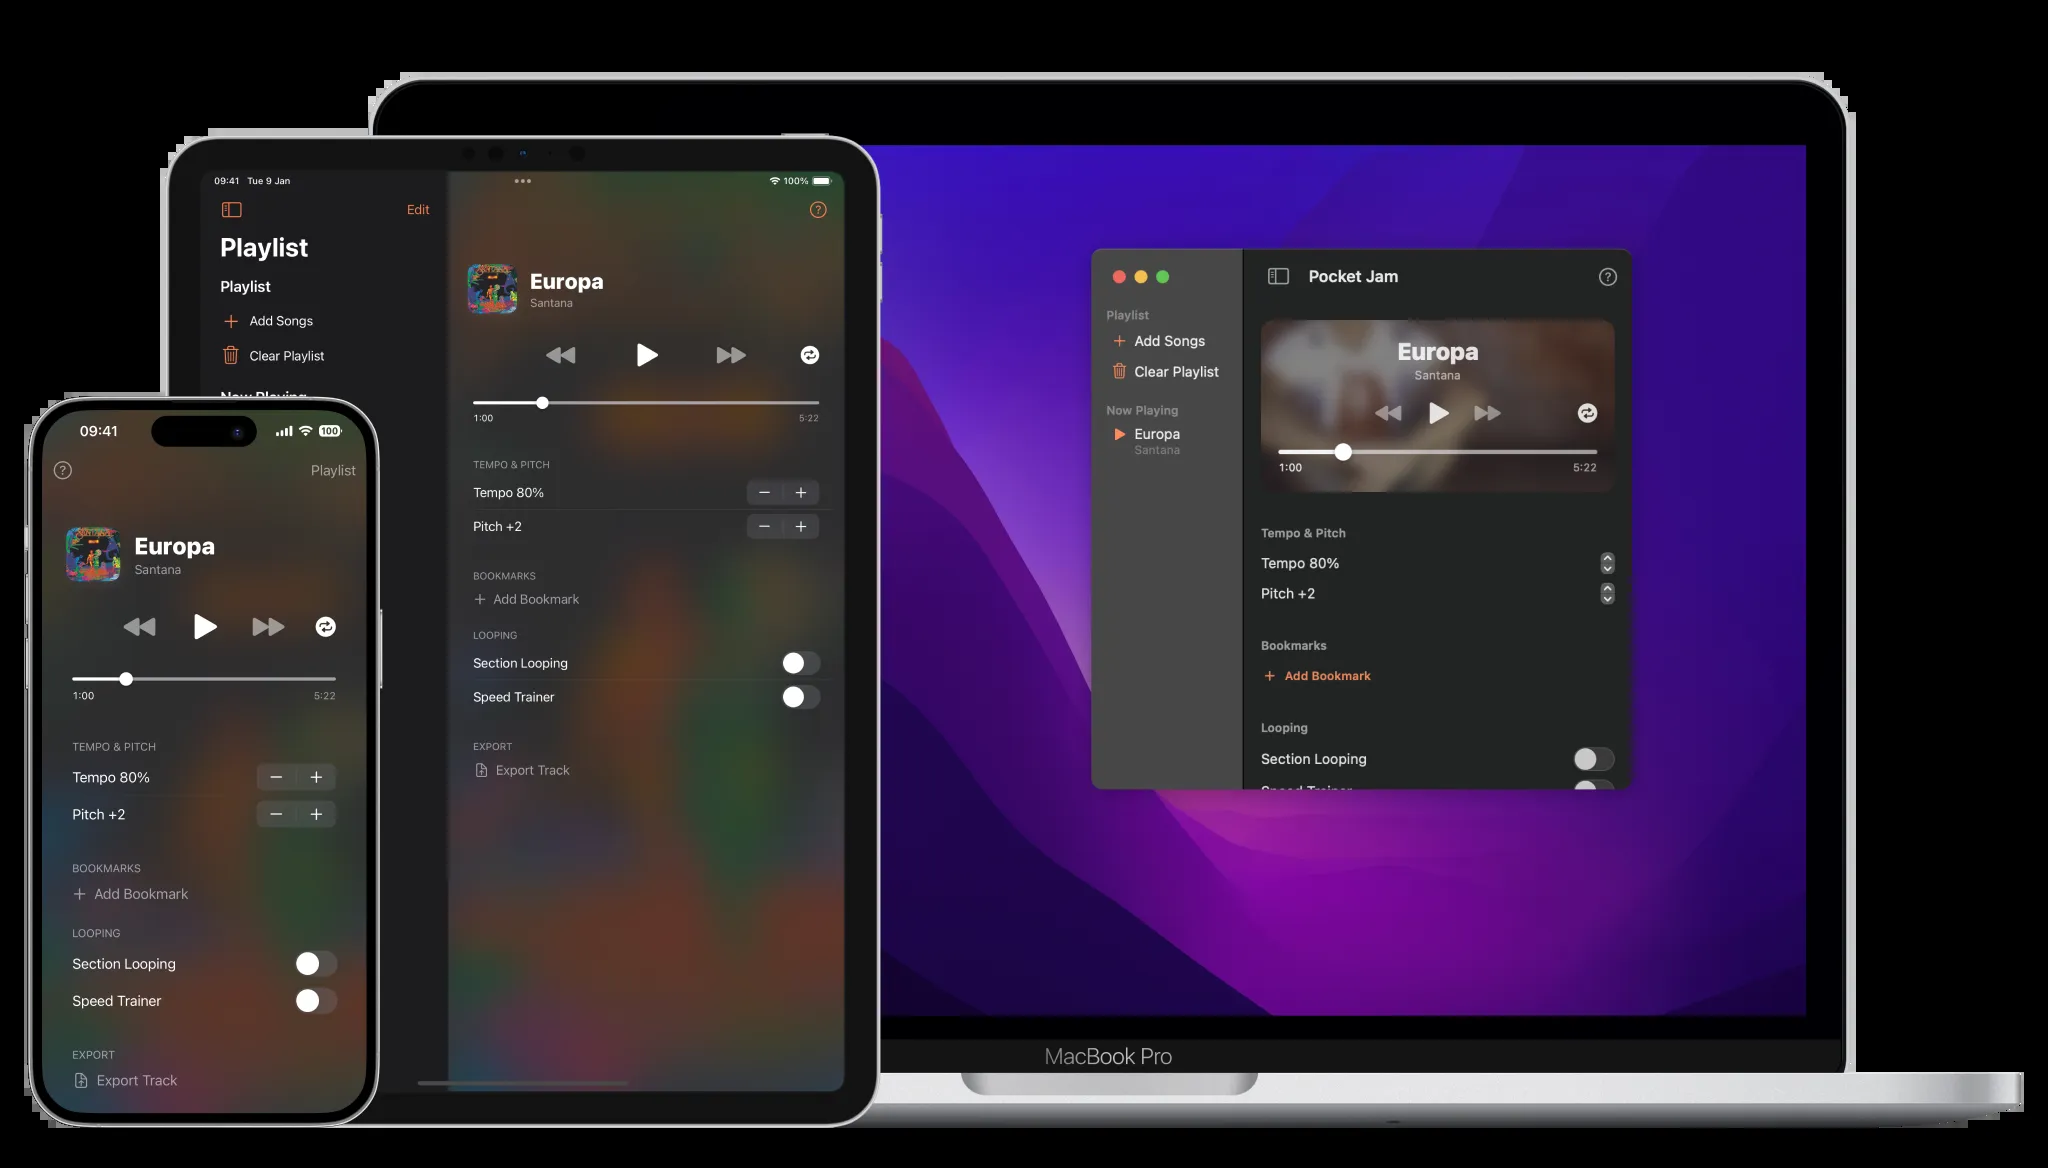 09:41 Tue 9 Jan
100%
Edit
Playlist
Playlist
Add Songs
Clear Playlist
Now Playing
Europa
Santana
1:00
5:22
TEMPO & PITCH
Tempo 80%
Pitch +2
BOOKMARKS
Add Bookmark
LOOPING
Section Looping
Speed Trainer
EXPORT
Export Track
09:41
100
Playlist
Europa
Santana
1:00
5:22
TEMPO & PITCH
Tempo 80%
Pitch +2
BOOKMARKS
Add Bookmark
LOOPING
Section Looping
Speed Trainer
EXPORT
Export Track
Playlist
Add Songs
Clear Playlist
Now Playing
Europa
Santana
Pocket Jam
Europa
Santana
1:00
5:22
Tempo & Pitch
Tempo 80%
Pitch +2
Bookmarks
Add Bookmark
Looping
Section Looping
Speed Trainer
MacBook Pro